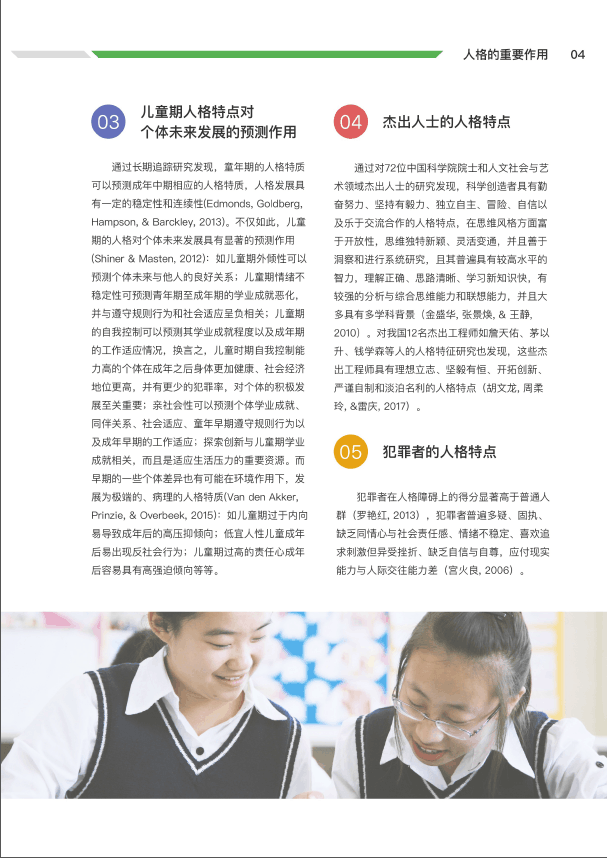 人格的重要作用 04
03
儿童期人格特点对
个体未来发展的预测作用
通过长期追踪研究发现，童年期的人格特质
可以预测成年中期相应的人格特质，人格发展具
有一定的稳定性和连续性(Edmonds, Goldberg,
Hampson, & Barckley, 2013)。不仅如此，儿童
期的人格对个体未来发展具有显著的预测作用
(Shiner & Masten, 2012)：如儿童期外倾性可以
预测个体未来与他人的良好关系；儿童期情绪不
稳定性可预测青年期至成年期的学业成就恶化，
并与遵守规则行为和社会适应呈负相关；儿童期
的自我控制可以预测其学业成就程度以及成年期
的工作适应情况，换言之，儿童时期自我控制能
力高的个体在成年之后身体更加健康、社会经济
地位更高，并有更少的犯罪率，对个体的积极发
展至关重要；亲社会性可以预测个体学业成就、
同伴关系、社会适应、童年早期遵守规则行为以
及成年早期的工作适应；探索创新与儿童期学业
成就相关，而且是适应生活压力的重要资源。而
早期的一些个体差异也有可能在环境作用下，发
展为极端的、病理的人格特质(Van den Akker,
Prinzie, & Overbeek, 2015)：如儿童期过于内向
易导致成年后的高压抑倾向；低宜人性儿童成年
后易出现反社会行为；儿童期过高的责任心成年
后容易具有高强迫倾向等等。
04
杰出人士的人格特点
通过对72位中国科学院院士和人文社会与艺
术领域杰出人士的研究发现，科学创造者具有勤
奋努力、坚持有毅力、独立自主、冒险、自信以
及乐于交流合作的人格特点，在思维风格方面富
于开放性，思维独特新颖、灵活变通，并且善于
洞察和进行系统研究，且其普遍具有较高水平的
智力，理解正确、思路清晰、学习新知识快，有
较强的分析与综合思维能力和联想能力，并且大
多具有多学科背景（金盛华, 张景焕, & 王静,
2010）。对我国12名杰出工程师如詹天佑、茅以
升、钱学森等人的人格特征研究也发现，这些杰
出工程师具有理想立志、坚毅有恒、开拓创新、
严谨自制和淡泊名利的人格特点（胡文龙, 周柔
玲, &雷庆, 2017）。
05
犯罪者的人格特点
犯罪者在人格障碍上的得分显著高于普通人
群（罗艳红, 2013），犯罪者普遍多疑、固执、
缺乏同情心与社会责任感、情绪不稳定、喜欢追
求刺激但异受挫折、缺乏自信与自尊，应付现实
能力与人际交往能力差（宫火良, 2006）。